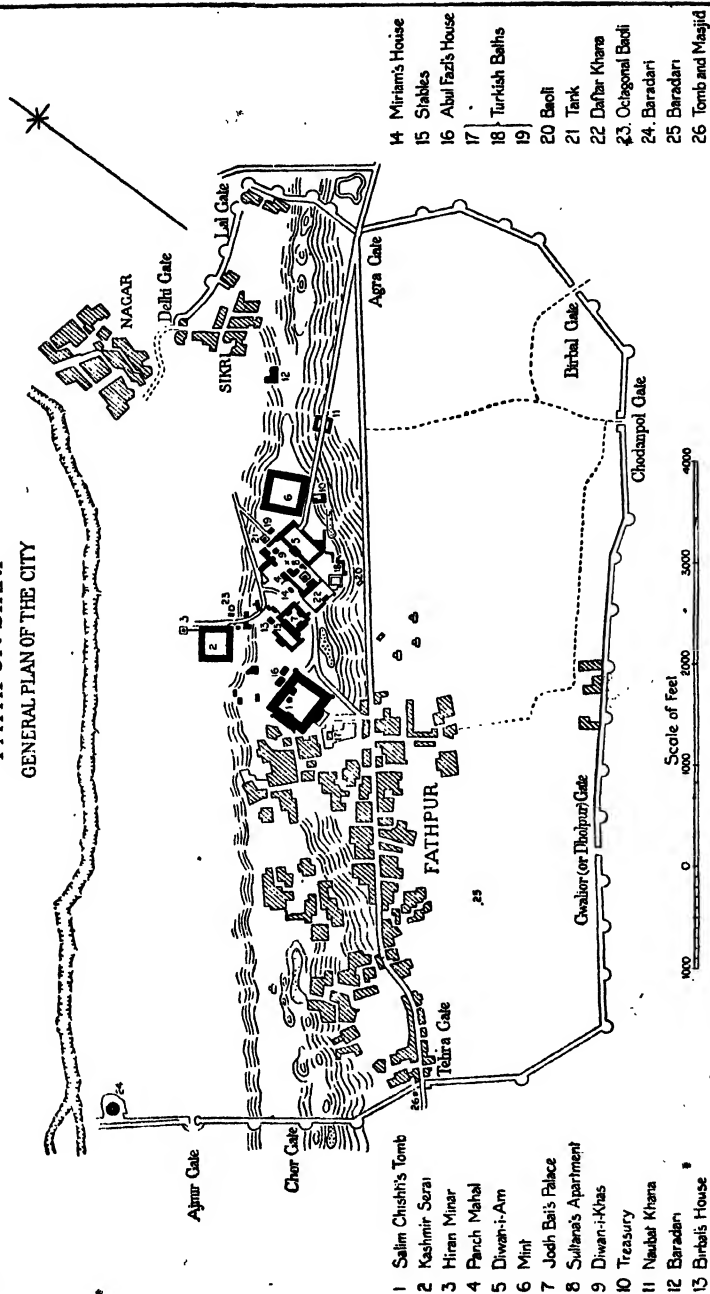 GENERAL PLAN OF THE CITY
NAGAR
Delhi Gate
Lal Gate
SIKRI
Agra Gate
Birbal Gate
Chodanpol Gate
Gwalior (or Dholpur) Gate
FATHPUR
Tehra Gate
Chor Gate
Ajmir Gate
Scale of Feet
1000 0 1000 2000 3000 4000
1 Salim Chishti's Tomb
2 Kashmir Serai
3 Hiran Minar
4 Panch Mahal
5 Diwan-i-Am
6 Mint
7 Jodh Bai's Palace
8 Sultana's Apartment
9 Diwan-i-Khas
10 Treasury
11 Naubat Khana
12 Baradari
13 Birbal's House
14 Miriam's House
15 Stables
16 Abul Fazl's House
17
18 Turkish Baths
19
20 Baoli
21 Tank
22 Daftar Khana
23. Octagonal Baoli
24. Baradari
25 Baradari
26 Tomb and Masjid